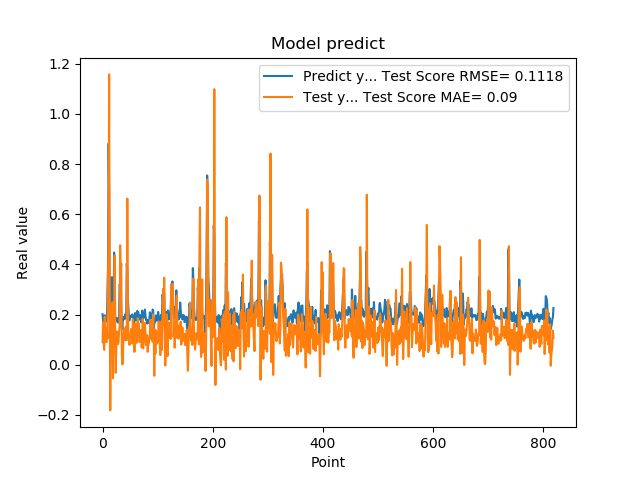 Model predict
Predict y... Test Score RMSE= 0.1118
Test y... Test Score MAE= 0.09
1.2
1.0
0.8
0.6
0.4
0.2
0.0
−0.2
Real value
0 200 400 600 800
Point